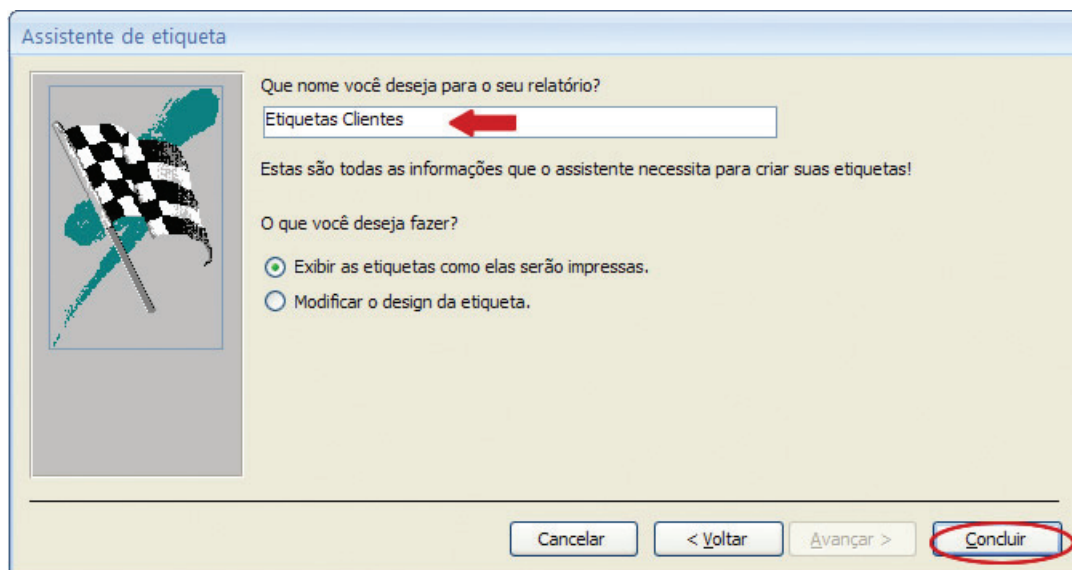 Assistente de etiqueta
Que nome você deseja para o seu relatório?
Etiquetas Clientes
Estas são todas as informações que o assistente necessita para criar suas etiquetas!
O que você deseja fazer?
Exibir as etiquetas como elas serão impressas.
Modificar o design da etiqueta.
Cancelar < Voltar Avançar > Concluir